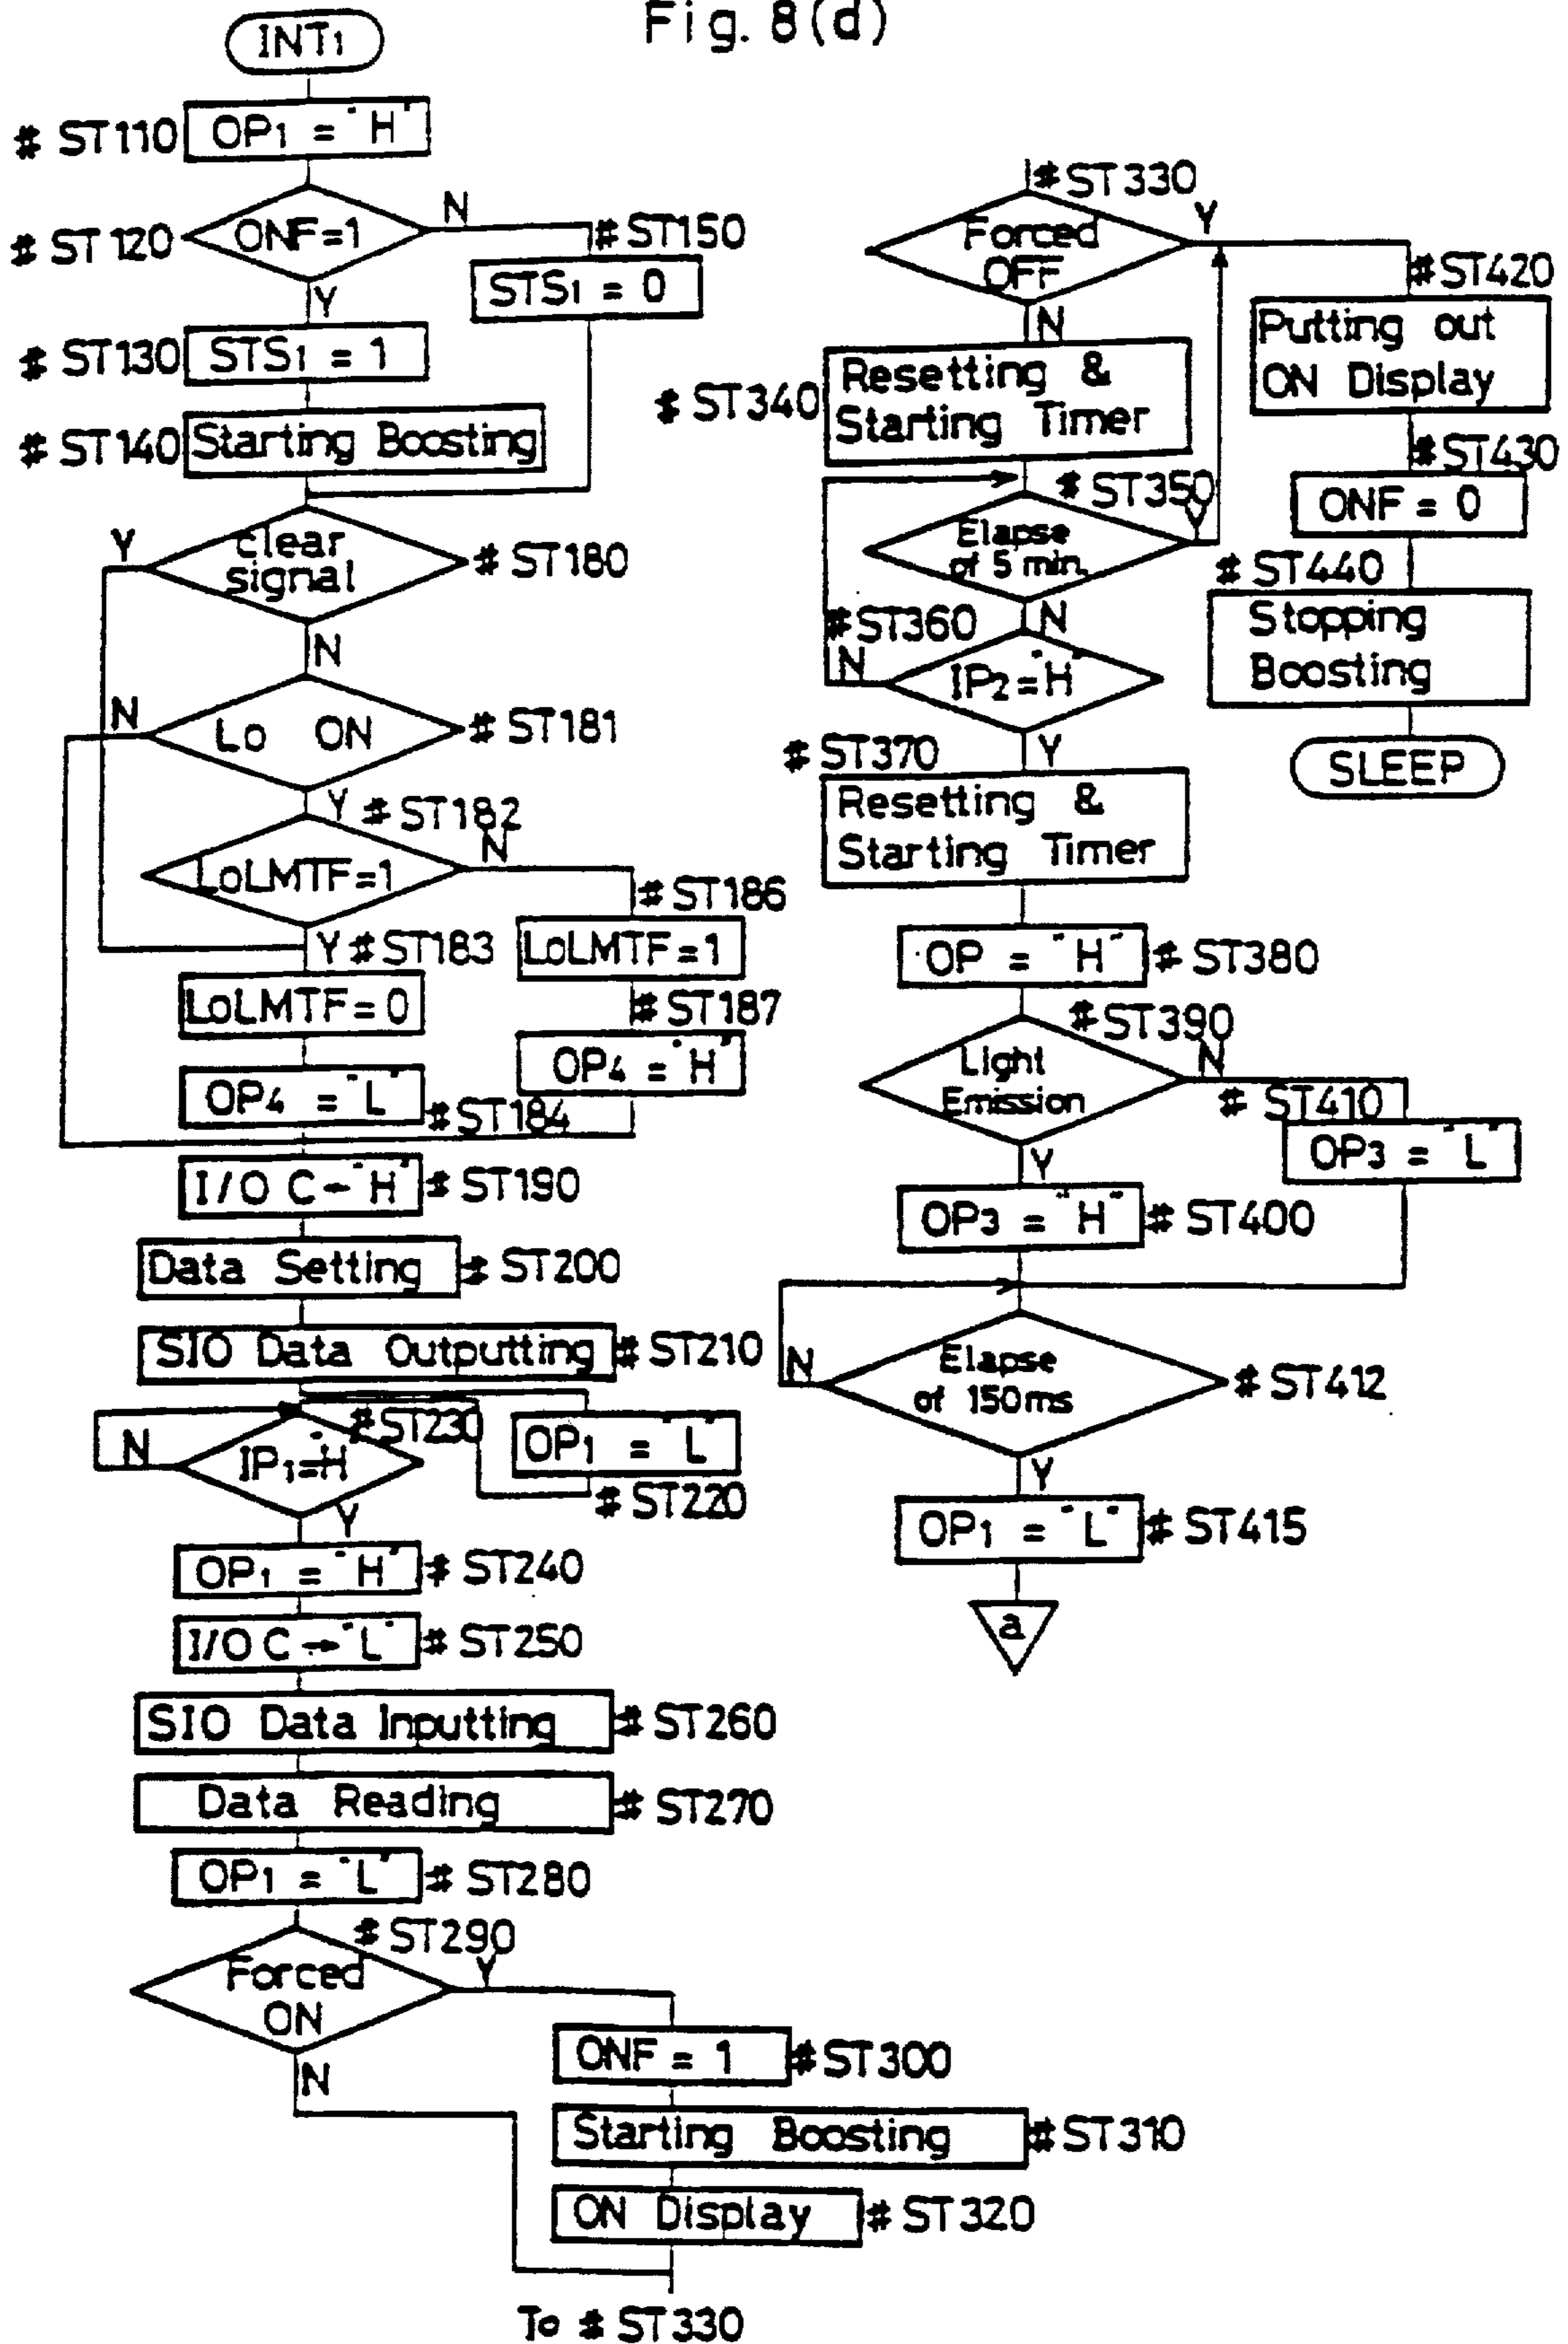 Fig. 8(d)
INT1
# ST110
OP1 = "H"
# ST120
ONF=1
N
Y
# ST150
STS1 = 0
# ST130
STS1 = 1
# ST140
Starting Boosting
clear
signal
Y
# ST180
N
Lo ON
N
# ST181
Y
# ST182
LoLMTF=1
N
# ST186
LoLMTF=1
Y
# ST183
LoLMTF=0
# ST187
OP4 = "H"
OP4 = "L"
# ST184
I/O C ← "H"
# ST190
Data Setting
# ST200
SIO Data Outputting
# ST210
# ST230
IP1="H"
N
OP1 = "L"
# ST220
Y
OP1 = "H"
# ST240
I/O C → "L"
# ST250
SIO Data Inputting
# ST260
Data Reading
# ST270
OP1 = "L"
# ST280
# ST290
Forced
ON
Y
N
ONF = 1
# ST300
Starting Boosting
# ST310
ON Display
# ST320
To # ST330
# ST330
Forced
OFF
Y
N
# ST420
Putting out
ON Display
# ST430
ONF = 0
# ST440
Stopping
Boosting
SLEEP
# ST340
Resetting &
Starting Timer
# ST350
Elapse
of 5 min.
Y
N
# ST360
IP2="H"
N
Y
# ST370
Resetting &
Starting Timer
OP = "H"
# ST380
# ST390
Light
Emission
N
# ST410
OP3 = "L"
Y
OP3 = "H"
# ST400
Elapse
of 150ms
N
# ST412
Y
OP1 = "L"
# ST415
a